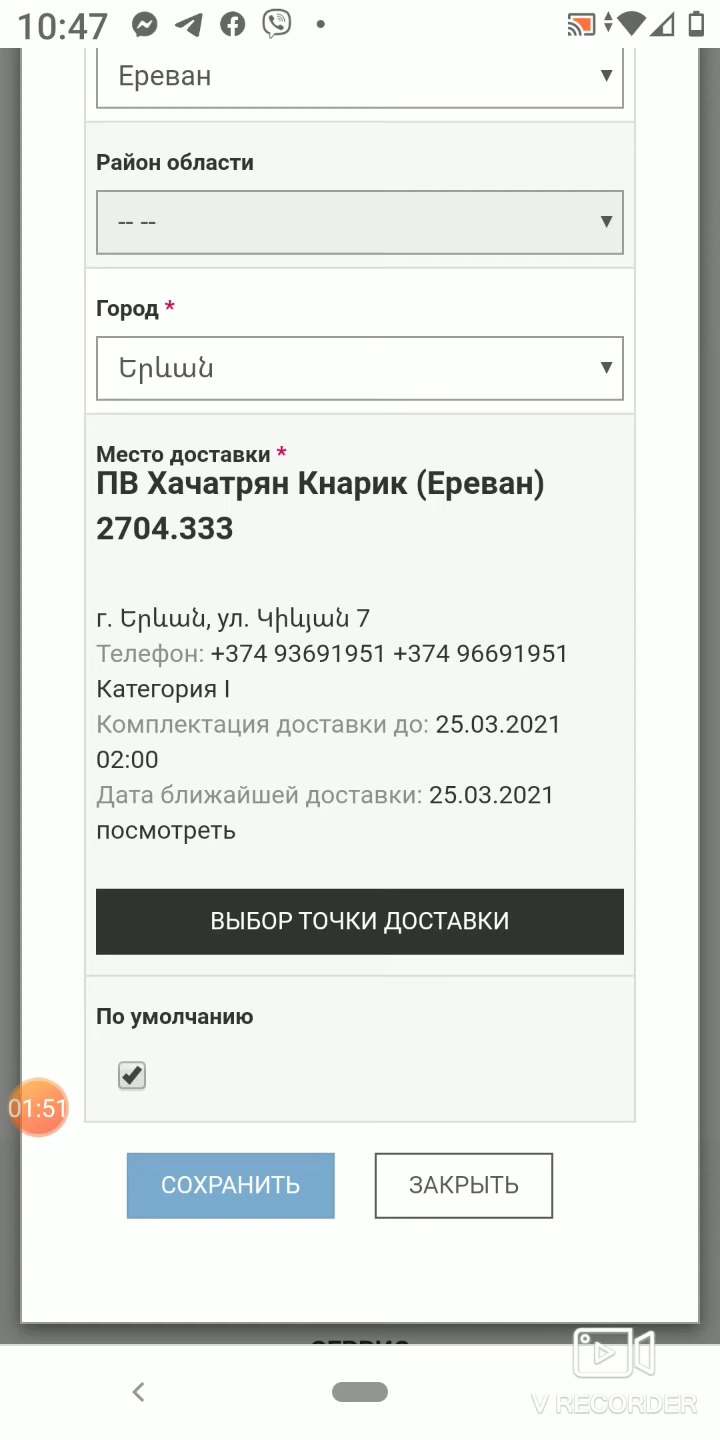 10:47
Ереван
Район области
-- --
Город *
Երևան
Место доставки *
ПВ Хачатрян Кнарик (Ереван)
2704.333
г. Երևան, ул. Կիևյան 7
Телефон: +374 93691951 +374 96691951
Категория I
Комплектация доставки до: 25.03.2021
02:00
Дата ближайшей доставки: 25.03.2021
посмотреть
ВЫБОР ТОЧКИ ДОСТАВКИ
По умолчанию
01:51
СОХРАНИТЬ
ЗАКРЫТЬ
V RECORDER